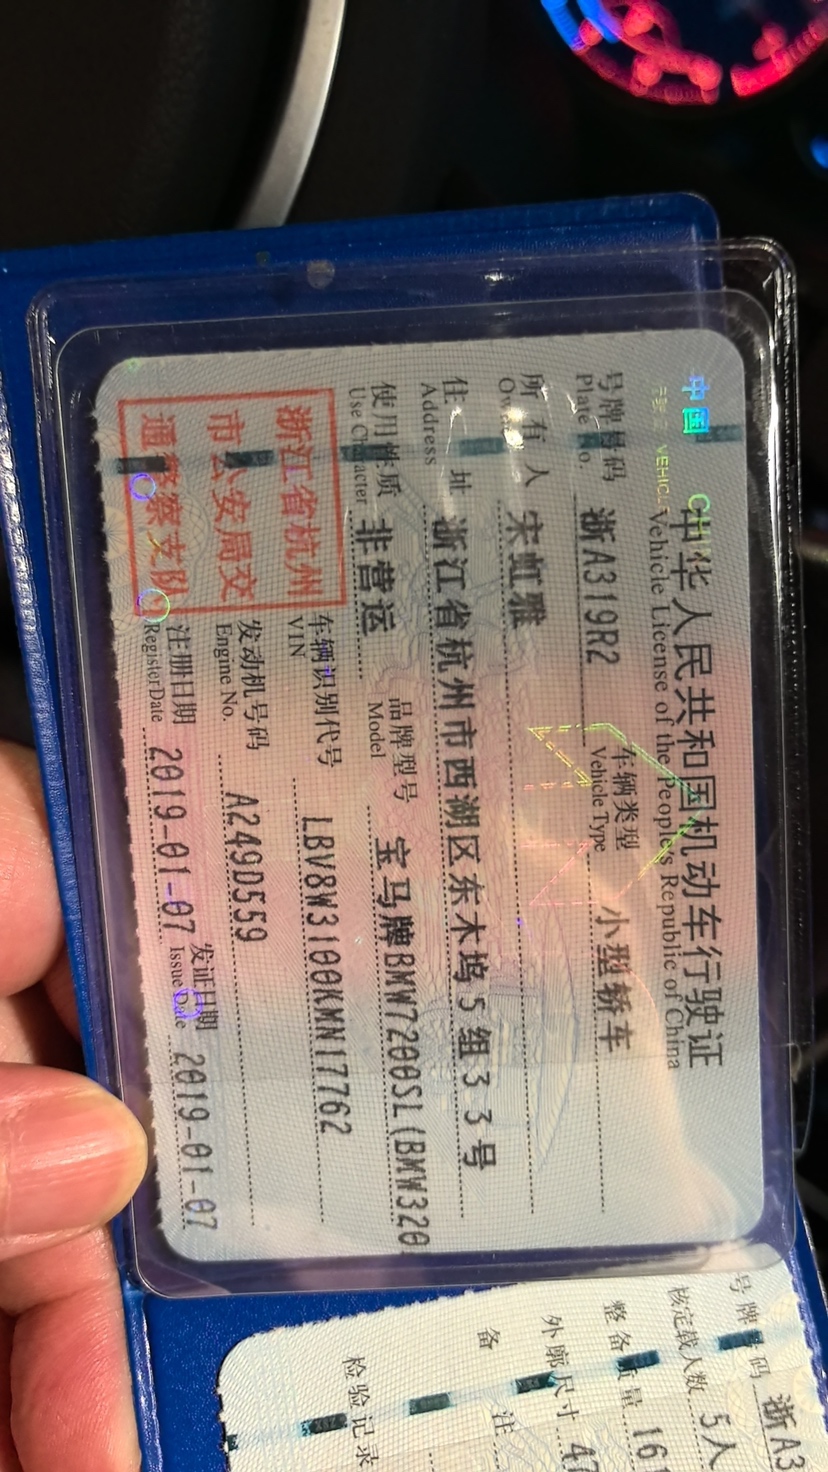 中国 CHI
行驶证 VEHIC
中华人民共和国机动车行驶证
Vehicle License of the People's Republic of China
号牌号码 浙A319R2 车辆类型 小型轿车
Plate No. Vehicle Type
所有人 宋虹雅
Owner
住址 浙江省杭州市西湖区东木坞5组33号
Address
使用性质 非营运 品牌型号 宝马牌BMW7200SL(BMW320
Use Character Model
浙江省杭州
市公安局交
通警察支队
车辆识别代号 LBV8W3100KMN17762
VIN
发动机号码 A249D559
Engine No.
注册日期 2019-01-07 发证日期 2019-01-07
Register Date Issue Date
号牌号码 浙A3
核定载人数 5人
整备质量 161
外廓尺寸 47
备注
检验记录